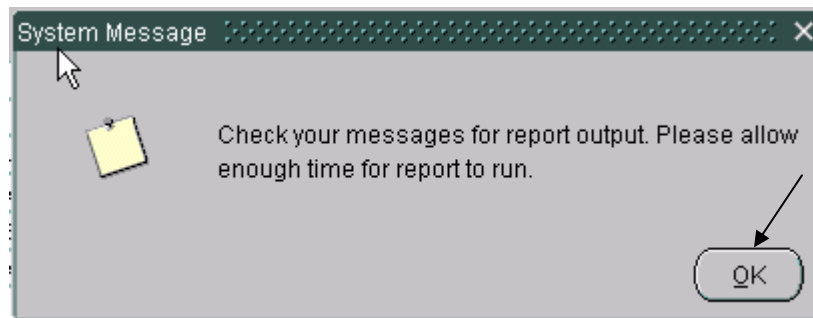 System Message
Check your messages for report output. Please allow
enough time for report to run.
OK